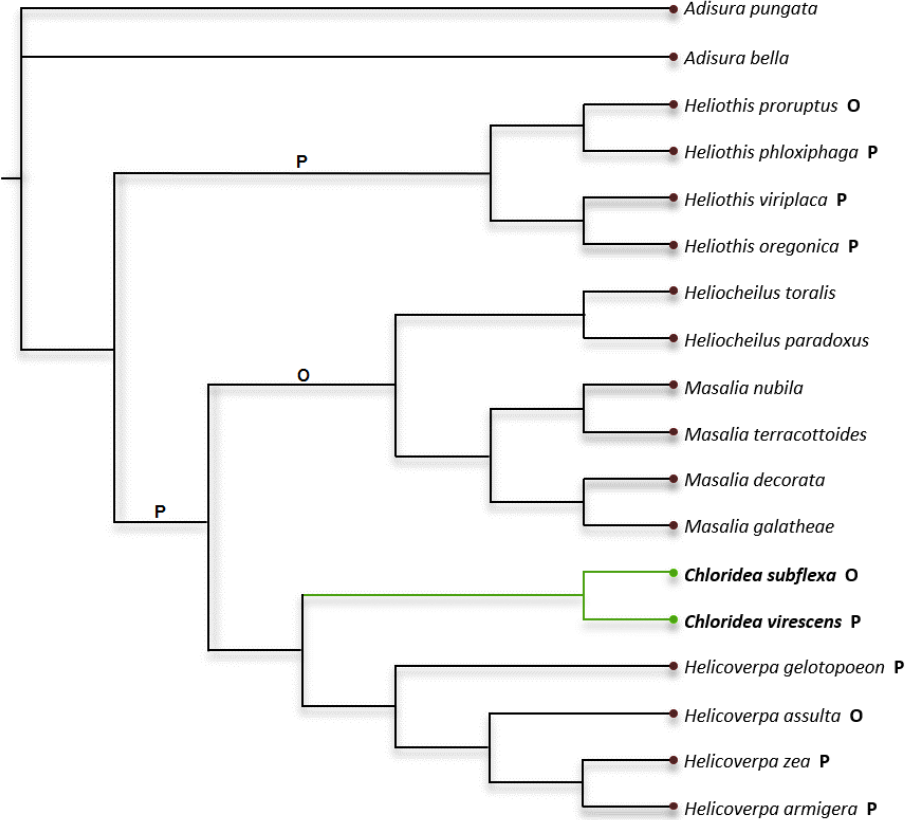 Adisura pungata
Adisura bella
Heliothis proruptus O
Heliothis phloxiphaga P
P
Heliothis viriplaca P
Heliothis oregonica P
Heliocheilus toralis
Heliocheilus paradoxus
O
Masalia nubila
Masalia terracottoides
Masalia decorata
P
Masalia galatheae
Chloridea subflexa O
Chloridea virescens P
Helicoverpa gelotopoeon P
Helicoverpa assulta O
Helicoverpa zea P
Helicoverpa armigera P